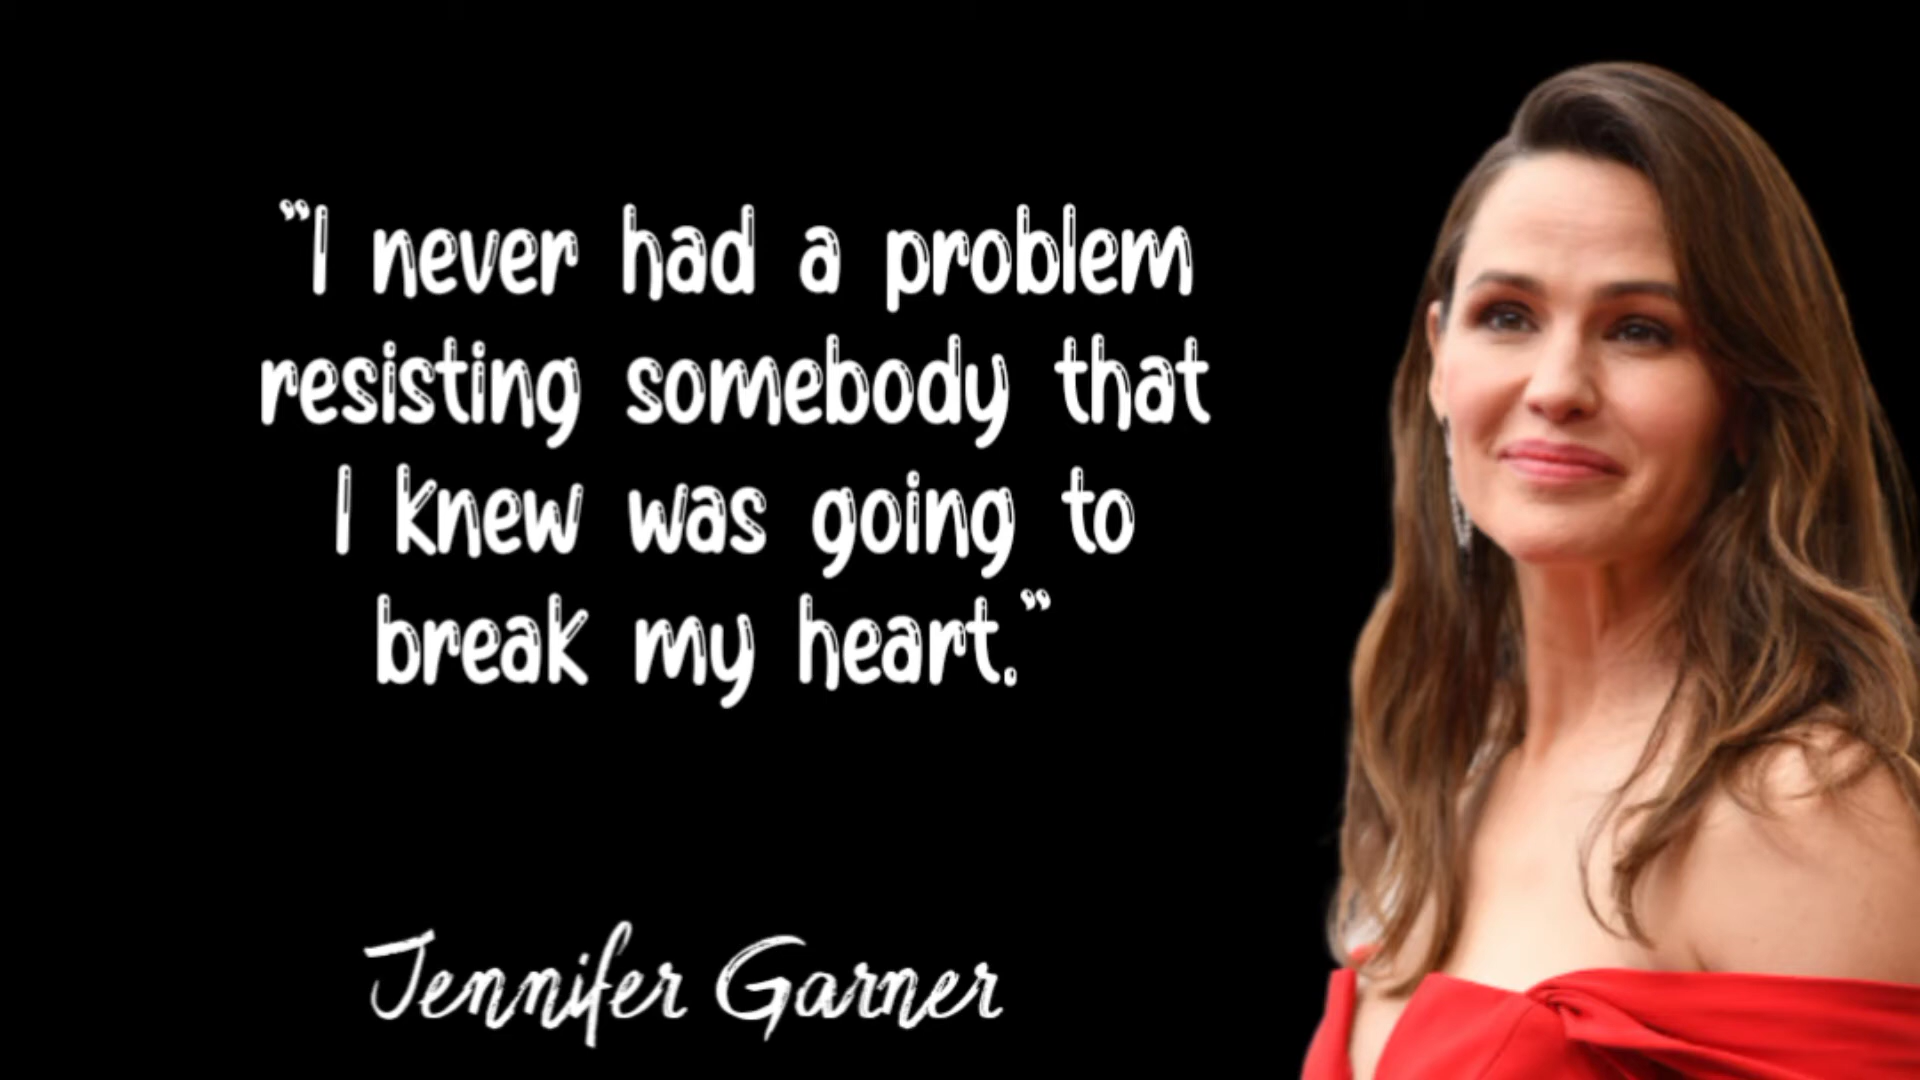 "I never had a problem
resisting somebody that
I knew was going to
break my heart."
Jennifer Garner